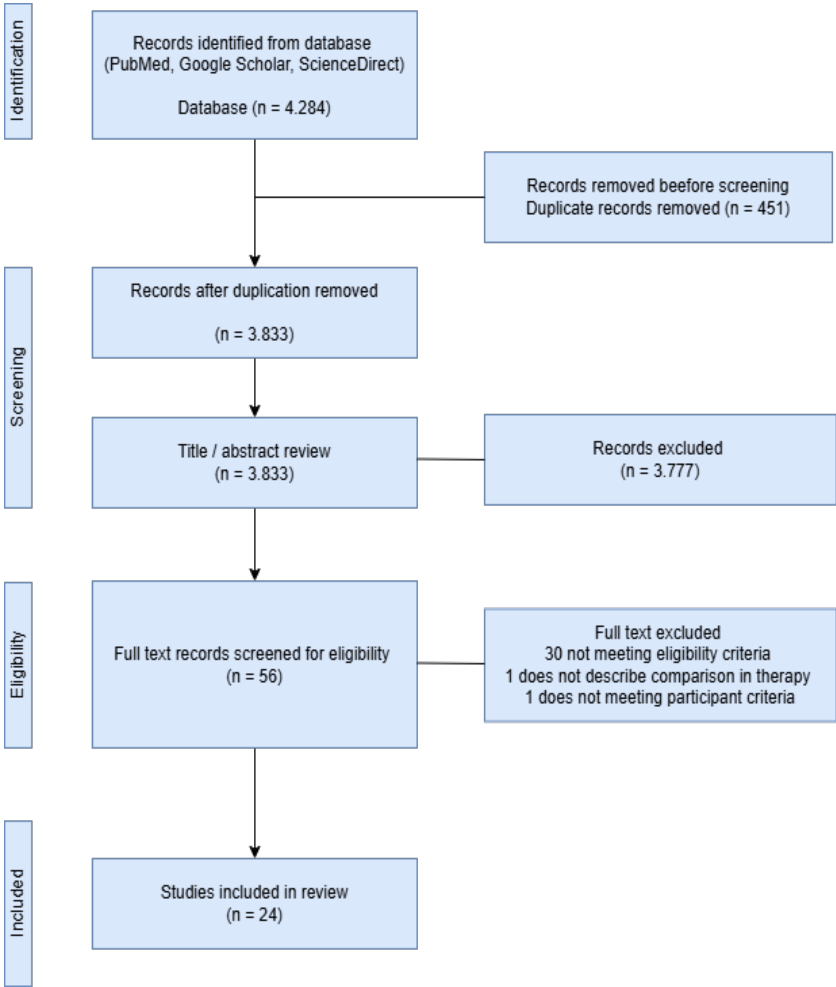 Identification
Records identified from database
(PubMed, Google Scholar, ScienceDirect)
Database (n = 4.284)
Records removed beefore screening
Duplicate records removed (n = 451)
Screening
Records after duplication removed
(n = 3.833)
Title / abstract review
(n = 3.833)
Records excluded
(n = 3.777)
Eligibility
Full text records screened for eligibility
(n = 56)
Full text excluded
30 not meeting eligibility criteria
1 does not describe comparison in therapy
1 does not meeting participant criteria
Included
Studies included in review
(n = 24)